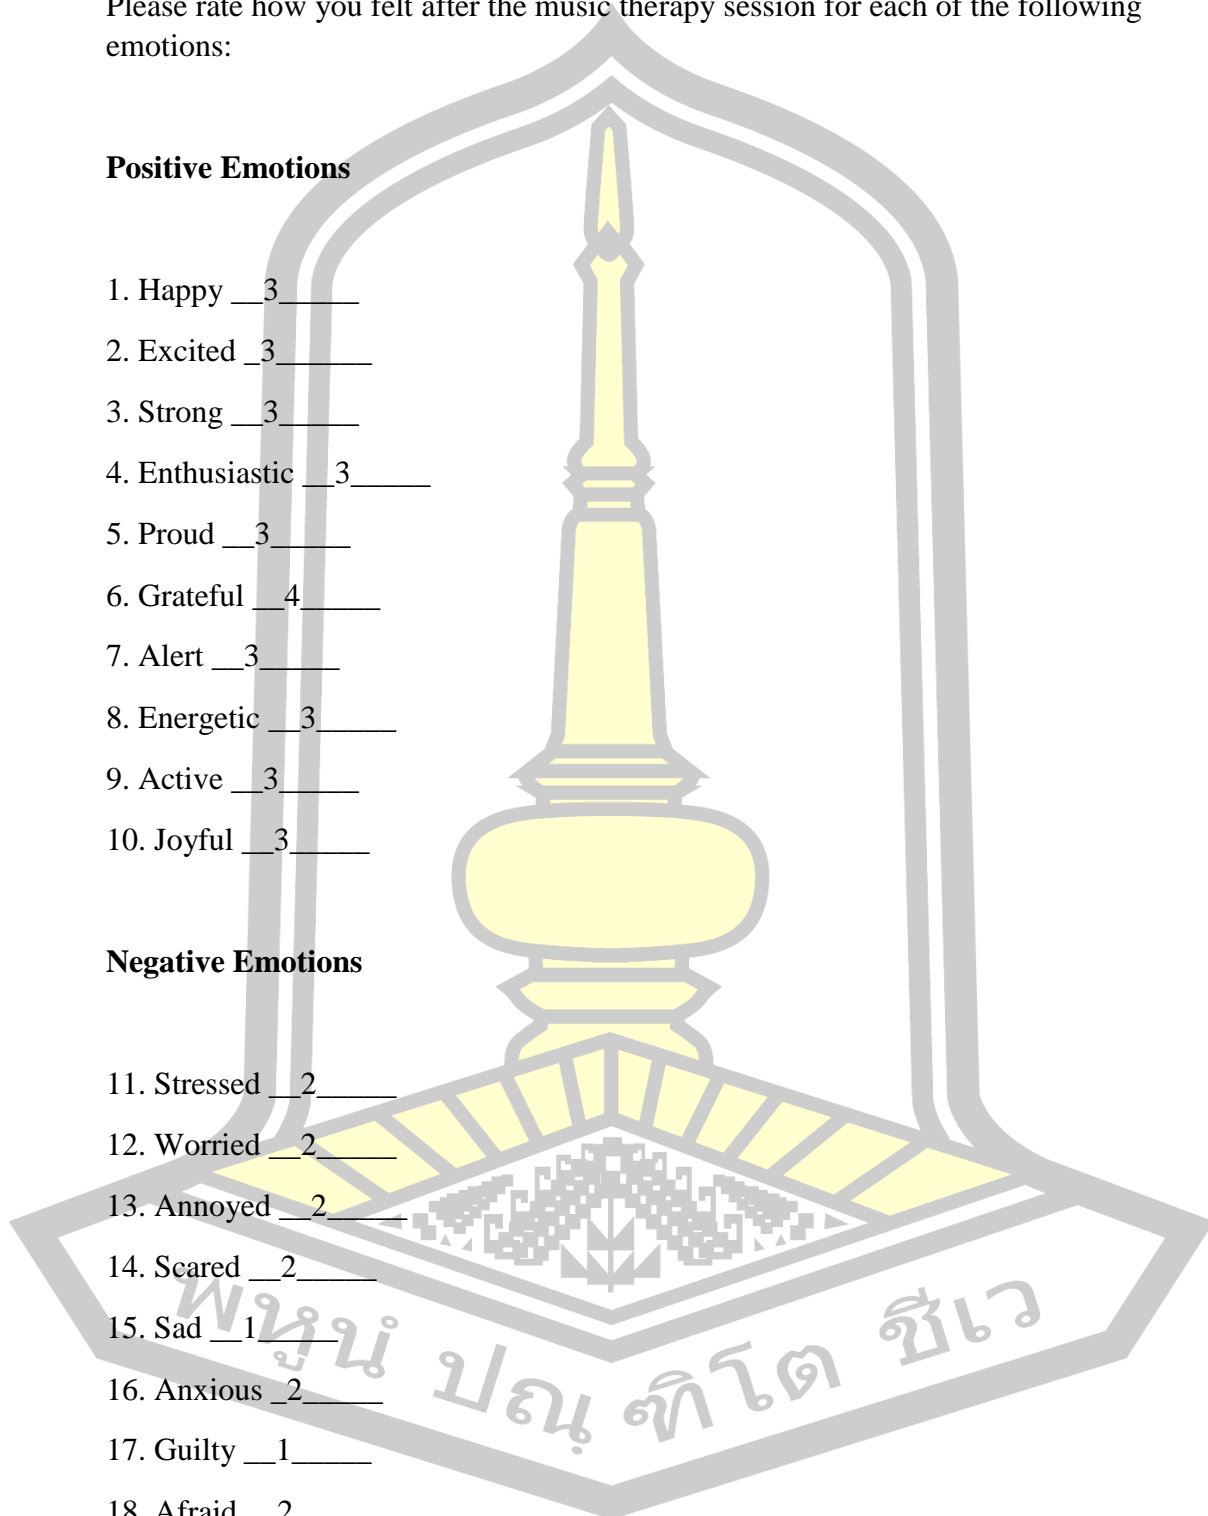 Please rate how you felt after the music therapy session for each of the following
emotions:
Positive Emotions
1. Happy __3_____
2. Excited _3______
3. Strong __3_____
4. Enthusiastic __3_____
5. Proud __3_____
6. Grateful __4_____
7. Alert __3_____
8. Energetic __3_____
9. Active __3_____
10. Joyful __3_____
Negative Emotions
11. Stressed __2_____
12. Worried __2_____
13. Annoyed __2_____
14. Scared __2_____
15. Sad __1_____
16. Anxious _2_____
17. Guilty __1_____
18. Afraid __2
พหูนํ ปณฺฑิโต ชีเว